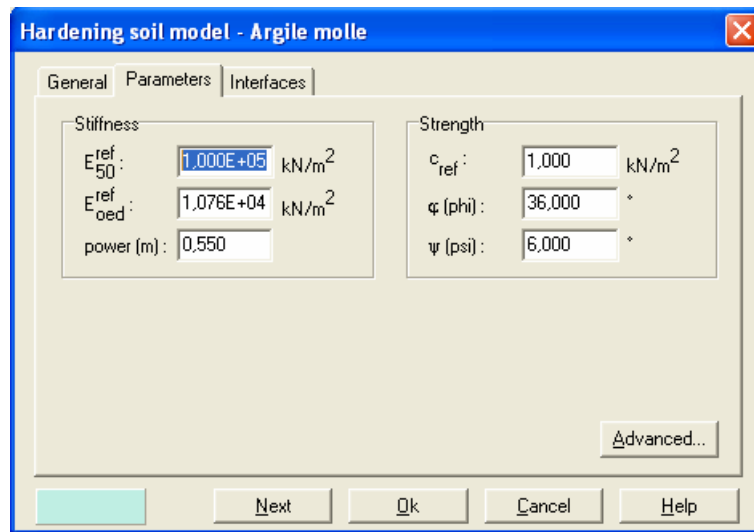 Hardening soil model - Argile molle
General Parameters Interfaces
Stiffness
E50ref : 1,000E+05 kN/m2
Eoedref : 1,076E+04 kN/m2
power (m) : 0,550
Strength
cref : 1,000 kN/m2
φ (phi) : 36,000 °
ψ (psi) : 6,000 °
Advanced...
Next Ok Cancel Help